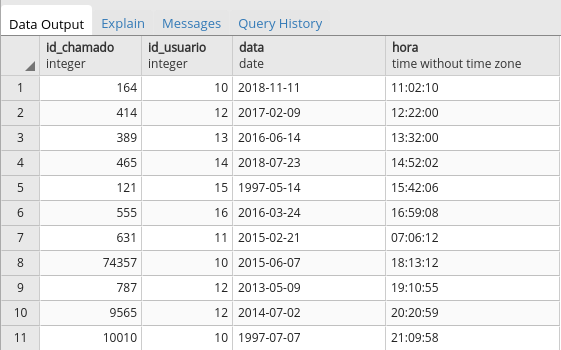 Data Output Explain Messages Query History
id_chamado id_usuario data hora
integer integer date time without time zone
1 164 10 2018-11-11 11:02:10
2 414 12 2017-02-09 12:22:00
3 389 13 2016-06-14 13:32:00
4 465 14 2018-07-23 14:52:02
5 121 15 1997-05-14 15:42:06
6 555 16 2016-03-24 16:59:08
7 631 11 2015-02-21 07:06:12
8 74357 10 2015-06-07 18:13:12
9 787 12 2013-05-09 19:10:55
10 9565 12 2014-07-02 20:20:59
11 10010 10 1997-07-07 21:09:58